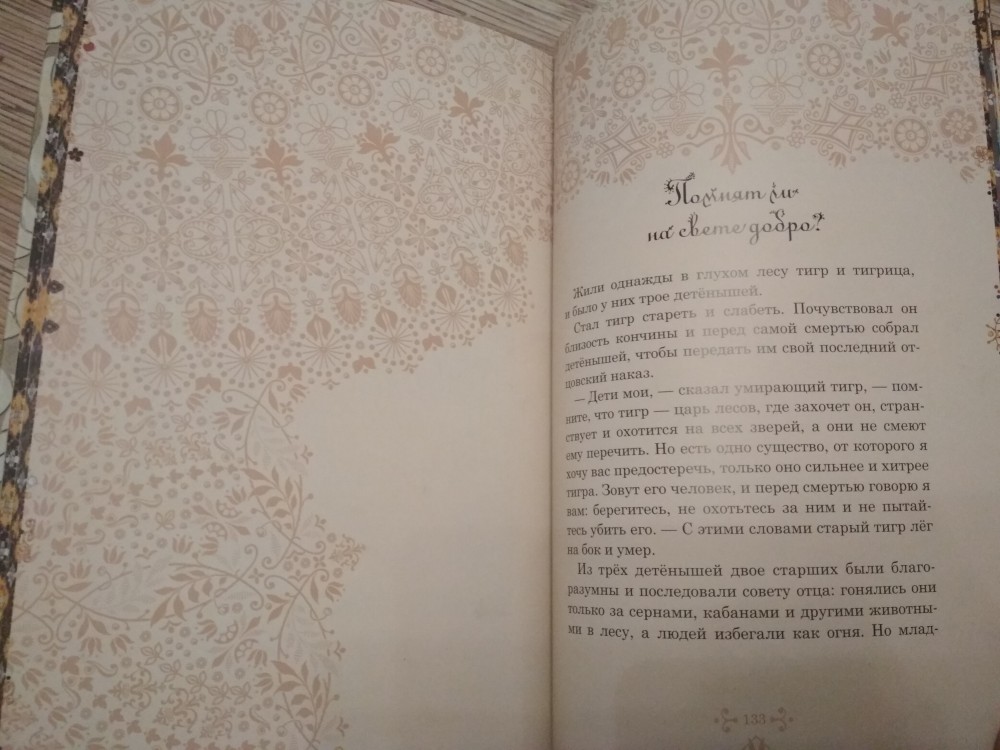 Помнят ли
на свете добро?
Жили однажды в глухом лесу тигр и тигрица,
и было у них трое детёнышей.
Стал тигр стареть и слабеть. Почувствовал он
близость кончины и перед самой смертью собрал
детёнышей, чтобы передать им свой последний от-
цовский наказ.
— Дети мои, — сказал умирающий тигр, — пом-
ните, что тигр — царь лесов, где захочет он, стран-
ствует и охотится на всех зверей, а они не смеют
ему перечить. Но есть одно существо, от которого я
хочу вас предостеречь, только оно сильнее и хитрее
тигра. Зовут его человек, и перед смертью говорю я
вам: берегитесь, не охотьтесь за ним и не пытай-
тесь убить его. — С этими словами старый тигр лёг
на бок и умер.
Из трёх детёнышей двое старших были благо-
разумны и последовали совету отца: гонялись они
только за сернами, кабанами и другими животны-
ми в лесу, а людей избегали как огня. Но млад-
133